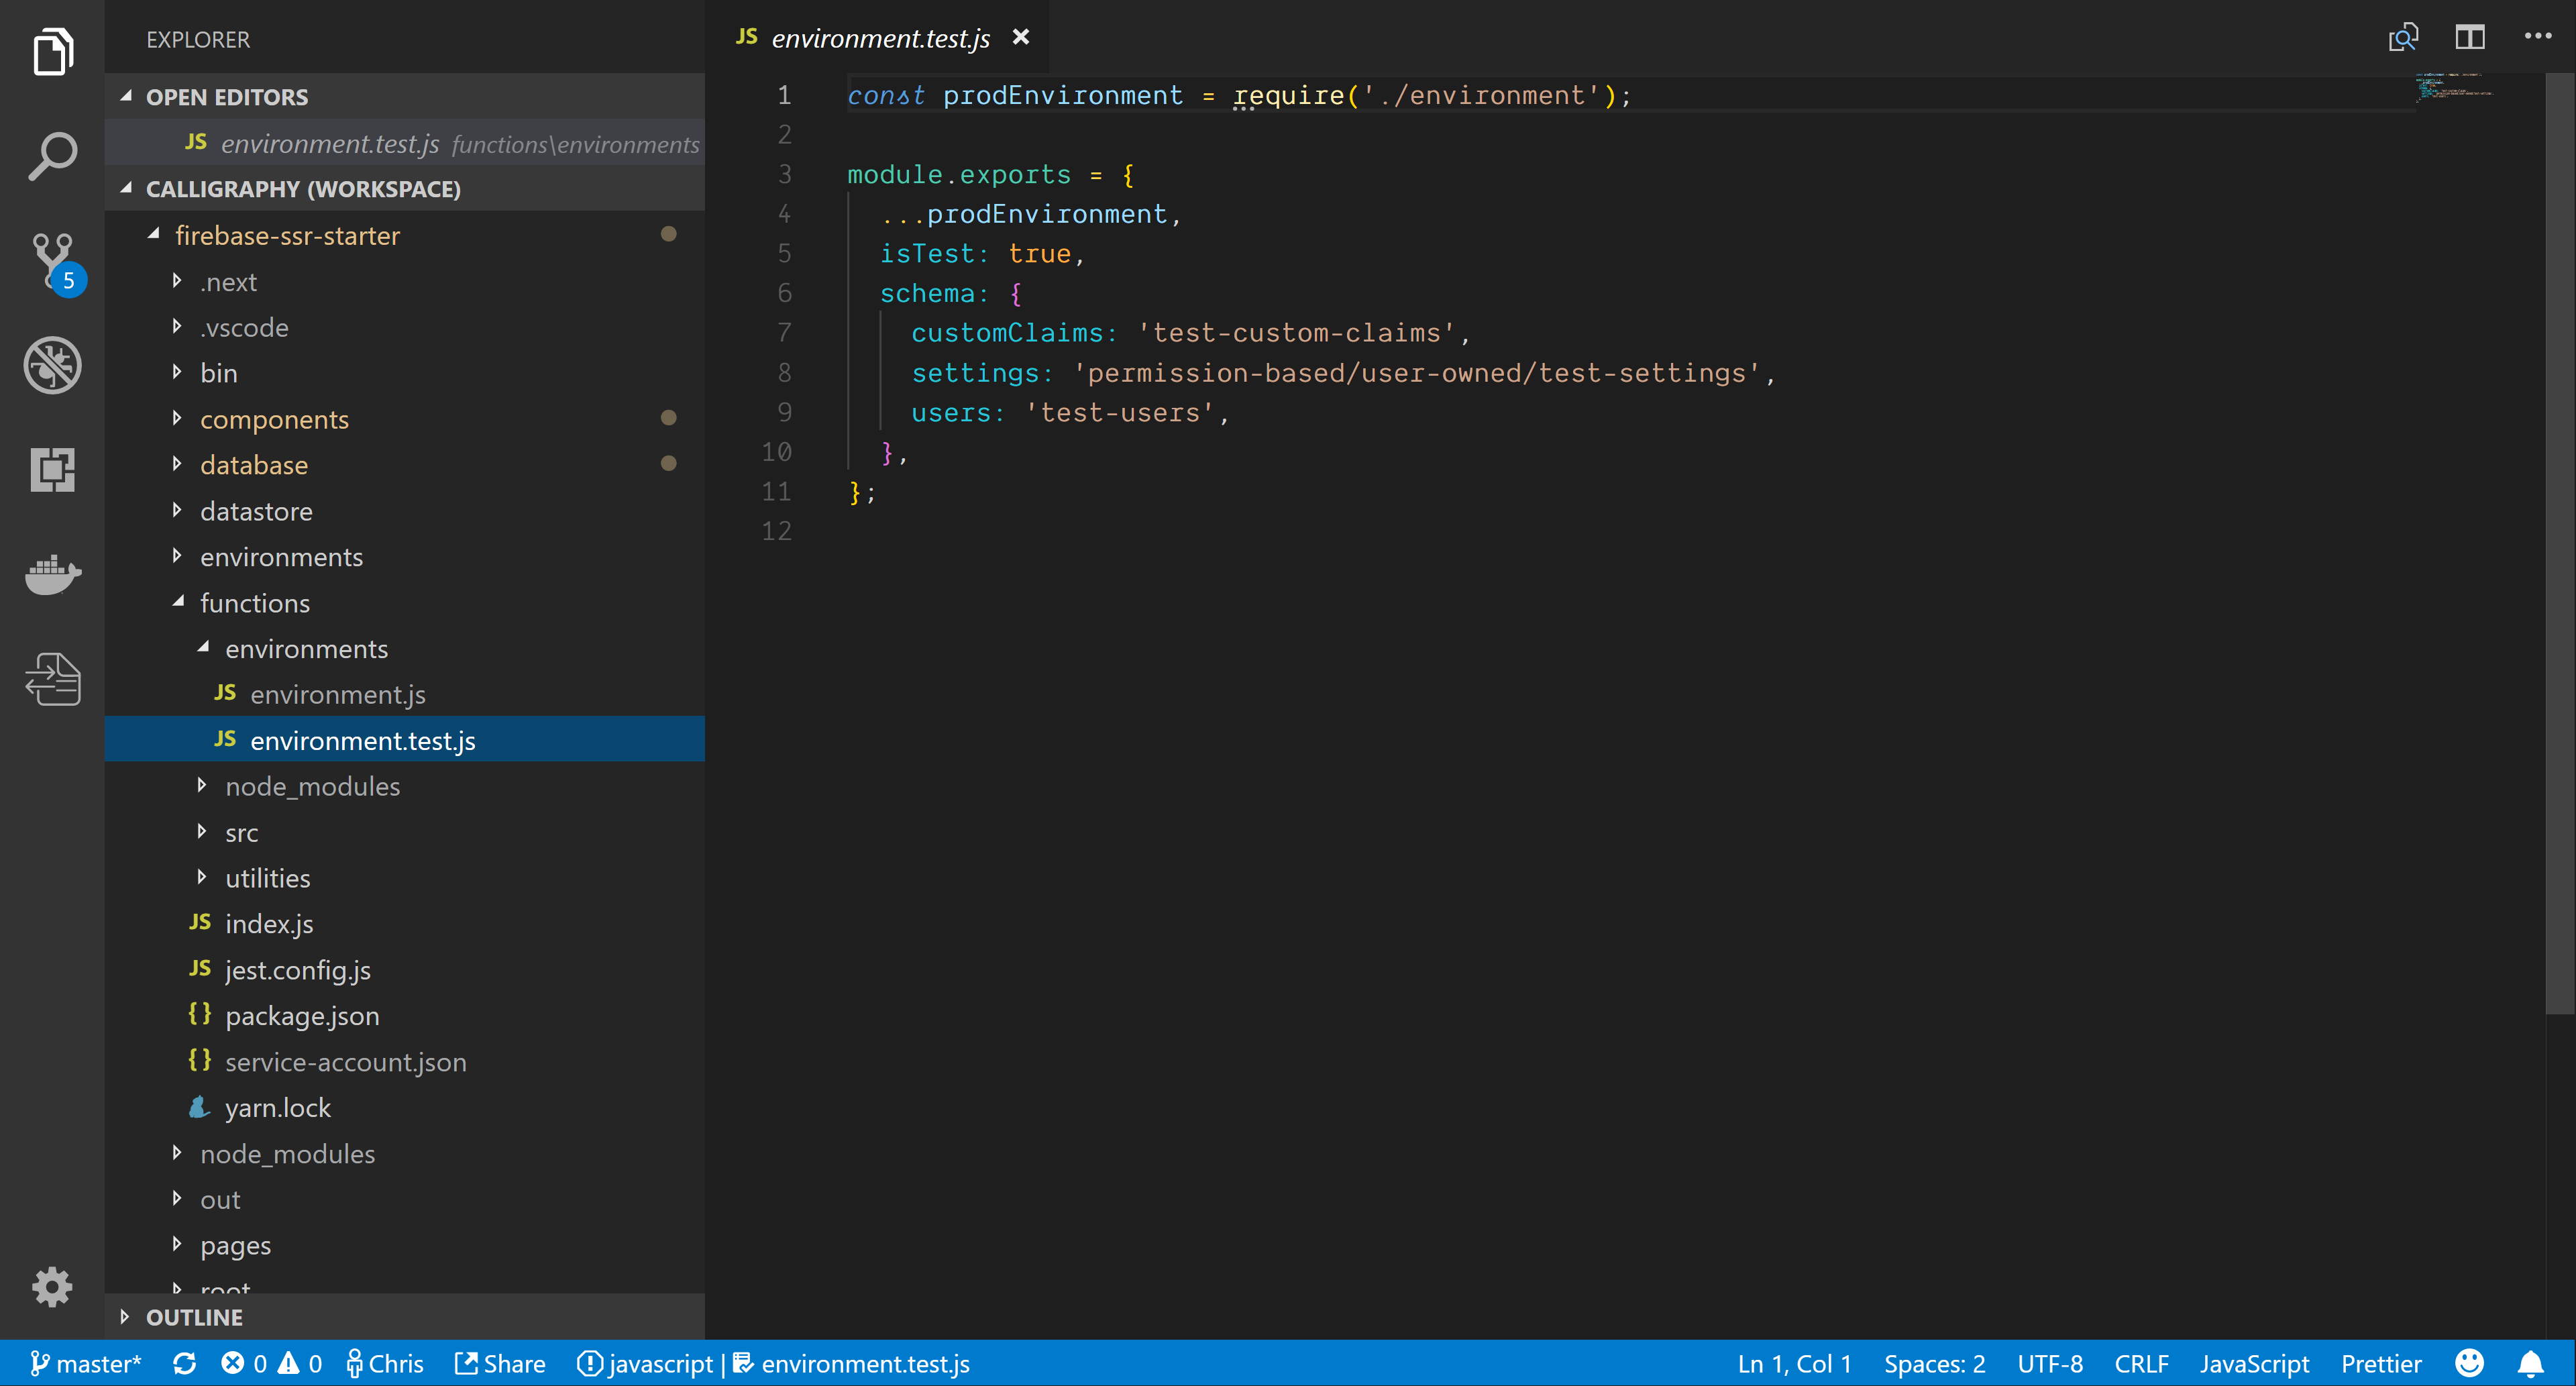 EXPLORER
OPEN EDITORS
JS environment.test.js functions\environments
CALLIGRAPHY (WORKSPACE)
firebase-ssr-starter
.next
.vscode
5
bin
components
database
datastore
environments
functions
environments
JS environment.js
JS environment.test.js
node_modules
src
utilities
JS index.js
JS jest.config.js
{} package.json
{} service-account.json
yarn.lock
node_modules
out
pages
root
OUTLINE
JS environment.test.js
1 const prodEnvironment = require('./environment');
2
3 module.exports = {
4 ...prodEnvironment,
5 isTest: true,
6 schema: {
7 customClaims: 'test-custom-claims',
8 settings: 'permission-based/user-owned/test-settings',
9 users: 'test-users',
10 },
11 };
12
master* 0 0 Chris Share javascript | environment.test.js Ln 1, Col 1 Spaces: 2 UTF-8 CRLF JavaScript Prettier